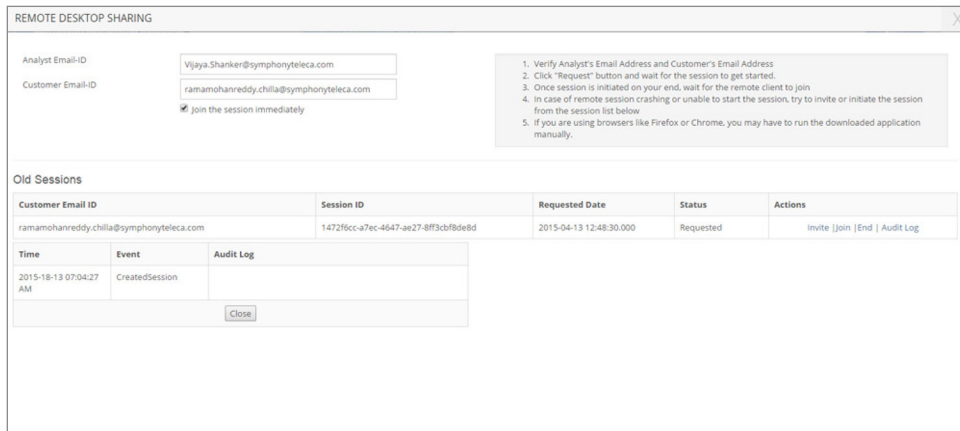 REMOTE DESKTOP SHARING
X
Analyst Email-ID
Vijaya.Shanker@symphonyteleca.com
Customer Email-ID
ramamohanreddy.chilla@symphonyteleca.com
Join the session immediately
1. Verify Analyst's Email Address and Customer's Email Address
2. Click "Request" button and wait for the session to get started.
3. Once session is initiated on your end, wait for the remote client to join
4. In case of remote session crashing or unable to start the session, try to invite or initiate the session
from the session list below
5. If you are using browsers like Firefox or Chrome, you may have to run the downloaded application
manually.
Old Sessions
Customer Email ID Session ID Requested Date Status Actions
ramamohanreddy.chilla@symphonyteleca.com 1472f6cc-a7ec-4647-ae27-8ff3cbf8de8d 2015-04-13 12:48:30.000 Requested Invite |Join |End | Audit Log
Time Event Audit Log
2015-18-13 07:04:27 CreatedSession
AM
Close